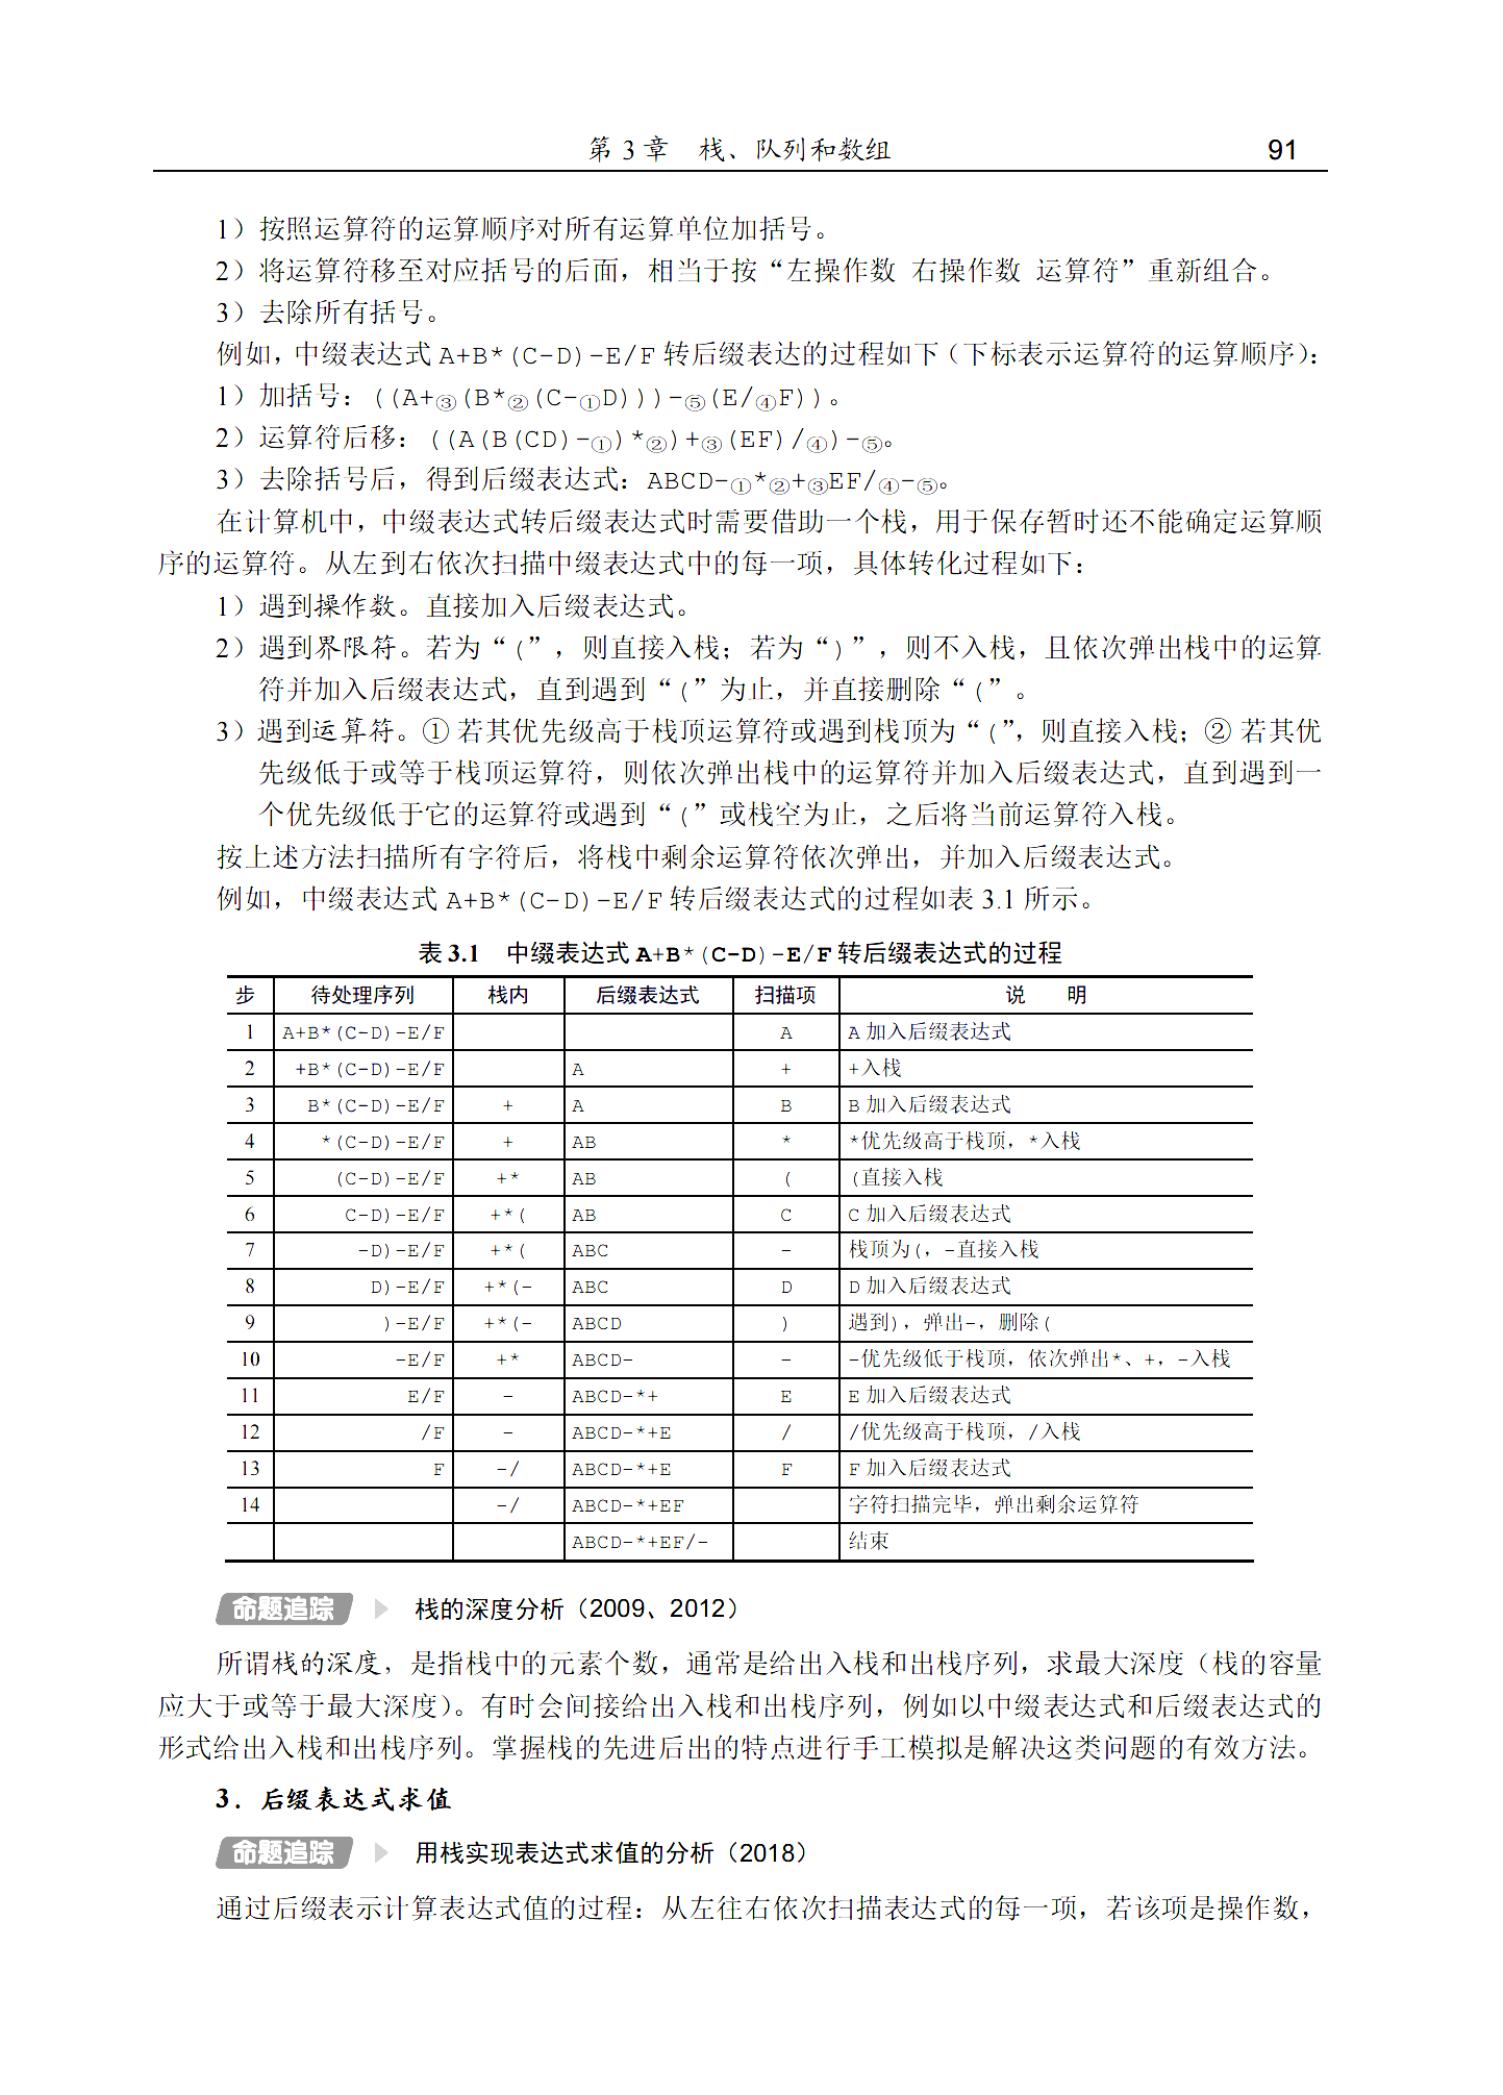 第 3 章 栈、队列和数组 91
1）按照运算符的运算顺序对所有运算单位加括号。
2）将运算符移至对应括号的后面，相当于按“左操作数 右操作数 运算符”重新组合。
3）去除所有括号。
例如，中缀表达式 A+B*(C-D)-E/F 转后缀表达的过程如下（下标表示运算符的运算顺序）：
1）加括号：((A+③(B*②(C-①D)))-⑤(E/④F))。
2）运算符后移：((A(B(CD)-①)*②)+③(EF)/④)-⑤。
3）去除括号后，得到后缀表达式：ABCD-①*②+③EF/④-⑤。
在计算机中，中缀表达式转后缀表达式时需要借助一个栈，用于保存暂时还不能确定运算顺
序的运算符。从左到右依次扫描中缀表达式中的每一项，具体转化过程如下：
1）遇到操作数。直接加入后缀表达式。
2）遇到界限符。若为“(”，则直接入栈；若为“)”，则不入栈，且依次弹出栈中的运算
符并加入后缀表达式，直到遇到“(”为止，并直接删除“(”。
3）遇到运算符。① 若其优先级高于栈顶运算符或遇到栈顶为“(”，则直接入栈；② 若其优
先级低于或等于栈顶运算符，则依次弹出栈中的运算符并加入后缀表达式，直到遇到一
个优先级低于它的运算符或遇到“(”或栈空为止，之后将当前运算符入栈。
按上述方法扫描所有字符后，将栈中剩余运算符依次弹出，并加入后缀表达式。
例如，中缀表达式 A+B*(C-D)-E/F 转后缀表达式的过程如表 3.1 所示。
表 3.1 中缀表达式 A+B*(C-D)-E/F 转后缀表达式的过程
步 待处理序列 栈内 后缀表达式 扫描项 说 明
1 A+B*(C-D)-E/F A A 加入后缀表达式
2 +B*(C-D)-E/F A + +入栈
3 B*(C-D)-E/F + A B B 加入后缀表达式
4 *(C-D)-E/F + AB * *优先级高于栈顶，*入栈
5 (C-D)-E/F +* AB ( (直接入栈
6 C-D)-E/F +*( AB C C 加入后缀表达式
7 -D)-E/F +*( ABC - 栈顶为(，-直接入栈
8 D)-E/F +*(- ABC D D 加入后缀表达式
9 )-E/F +*(- ABCD ) 遇到)，弹出-，删除(
10 -E/F +* ABCD- - -优先级低于栈顶，依次弹出*、+，-入栈
11 E/F - ABCD-*+ E E 加入后缀表达式
12 /F - ABCD-*+E / /优先级高于栈顶，/入栈
13 F -/ ABCD-*+E F F 加入后缀表达式
14 -/ ABCD-*+EF 字符扫描完毕，弹出剩余运算符
ABCD-*+EF/- 结束
命题追踪 栈的深度分析（2009、2012）
所谓栈的深度，是指栈中的元素个数，通常是给出入栈和出栈序列，求最大深度（栈的容量
应大于或等于最大深度）。有时会间接给出入栈和出栈序列，例如以中缀表达式和后缀表达式的
形式给出入栈和出栈序列。掌握栈的先进后出的特点进行手工模拟是解决这类问题的有效方法。
3．后缀表达式求值
命题追踪 用栈实现表达式求值的分析（2018）
通过后缀表示计算表达式值的过程：从左往右依次扫描表达式的每一项，若该项是操作数，